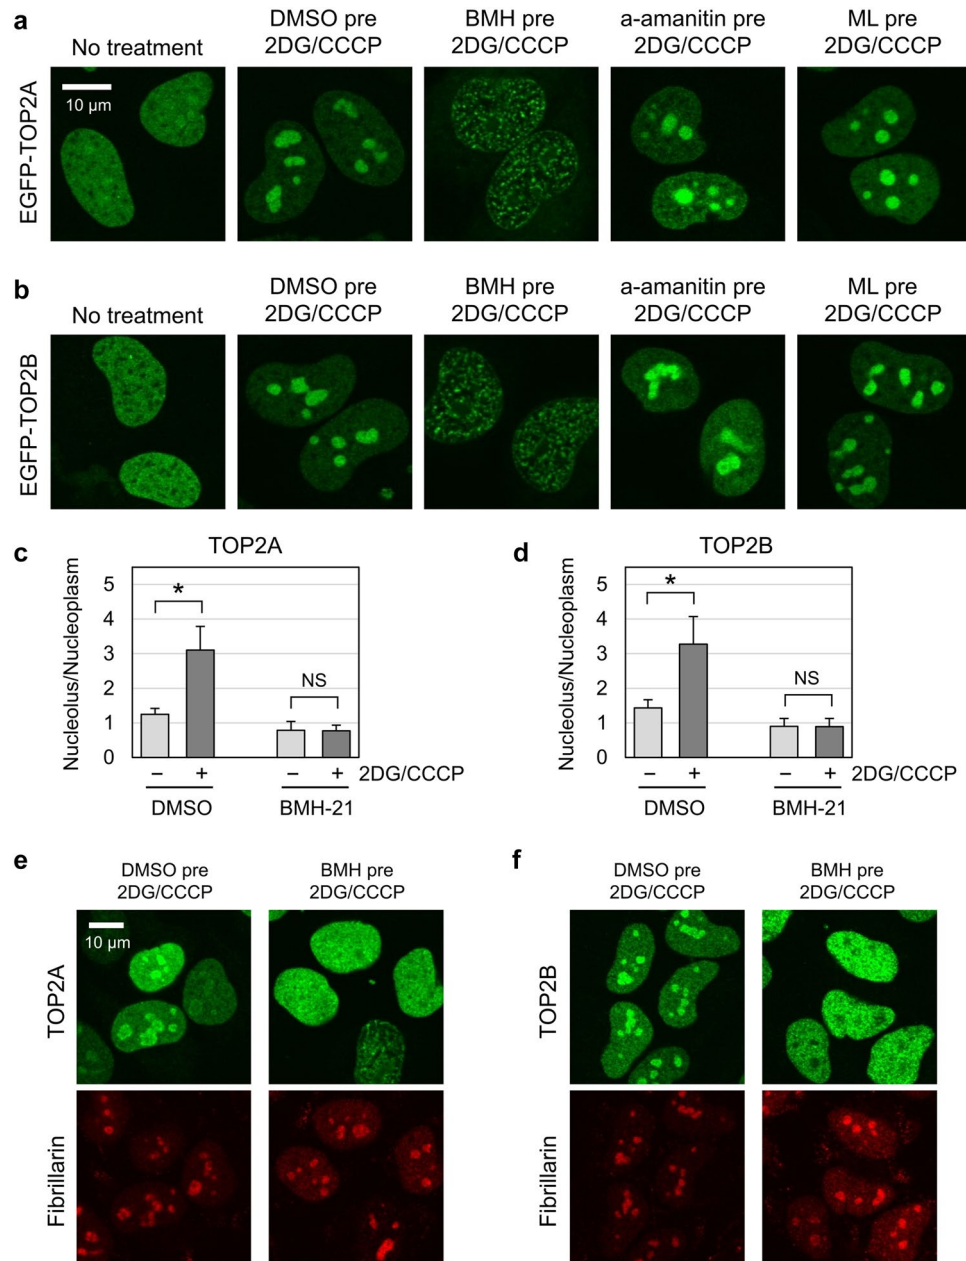 a
No treatment
DMSO pre
2DG/CCCP
BMH pre
2DG/CCCP
a-amanitin pre
2DG/CCCP
ML pre
2DG/CCCP
EGFP-TOP2A
10 μm
b
No treatment
DMSO pre
2DG/CCCP
BMH pre
2DG/CCCP
a-amanitin pre
2DG/CCCP
ML pre
2DG/CCCP
EGFP-TOP2B
c
TOP2A
Nucleolus/Nucleoplasm
5
4
3
2
1
0
*
NS
– + – + 2DG/CCCP
DMSO BMH-21
d
TOP2B
Nucleolus/Nucleoplasm
5
4
3
2
1
0
*
NS
– + – + 2DG/CCCP
DMSO BMH-21
e
DMSO pre
2DG/CCCP
BMH pre
2DG/CCCP
TOP2A
10 μm
Fibrillarin
f
DMSO pre
2DG/CCCP
BMH pre
2DG/CCCP
TOP2B
Fibrillarin